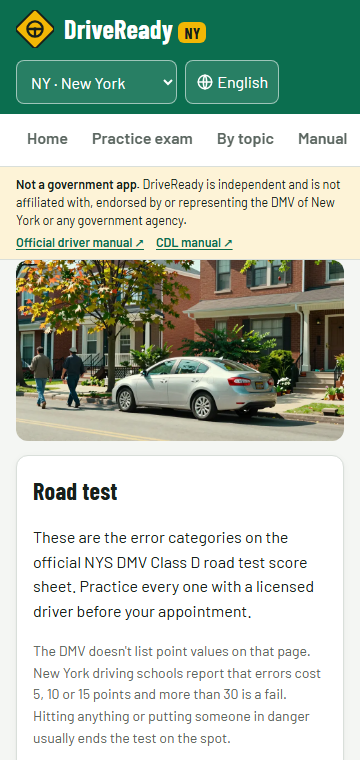 DriveReady NY
NY · New York
English
Home Practice exam By topic Manual
Not a government app. DriveReady is independent and is not
affiliated with, endorsed by or representing the DMV of New
York or any government agency.
Official driver manual ↗ CDL manual ↗
Road test
These are the error categories on the
official NYS DMV Class D road test score
sheet. Practice every one with a licensed
driver before your appointment.
The DMV doesn't list point values on that page.
New York driving schools report that errors cost
5, 10 or 15 points and more than 30 is a fail.
Hitting anything or putting someone in danger
usually ends the test on the spot.